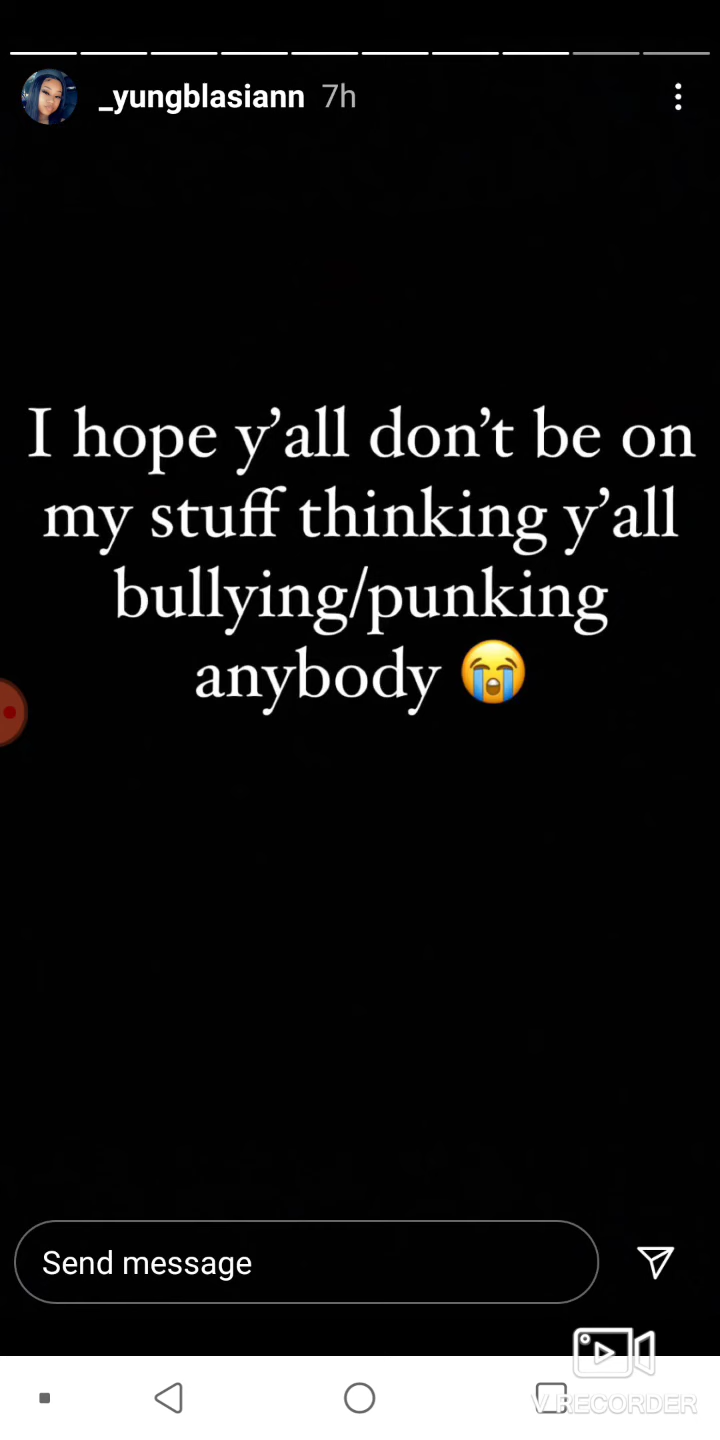 _yungblasiann 7h
I hope y’all don’t be on
my stuff thinking y’all
bullying/punking
anybody 😭
Send message
V.RECORDER